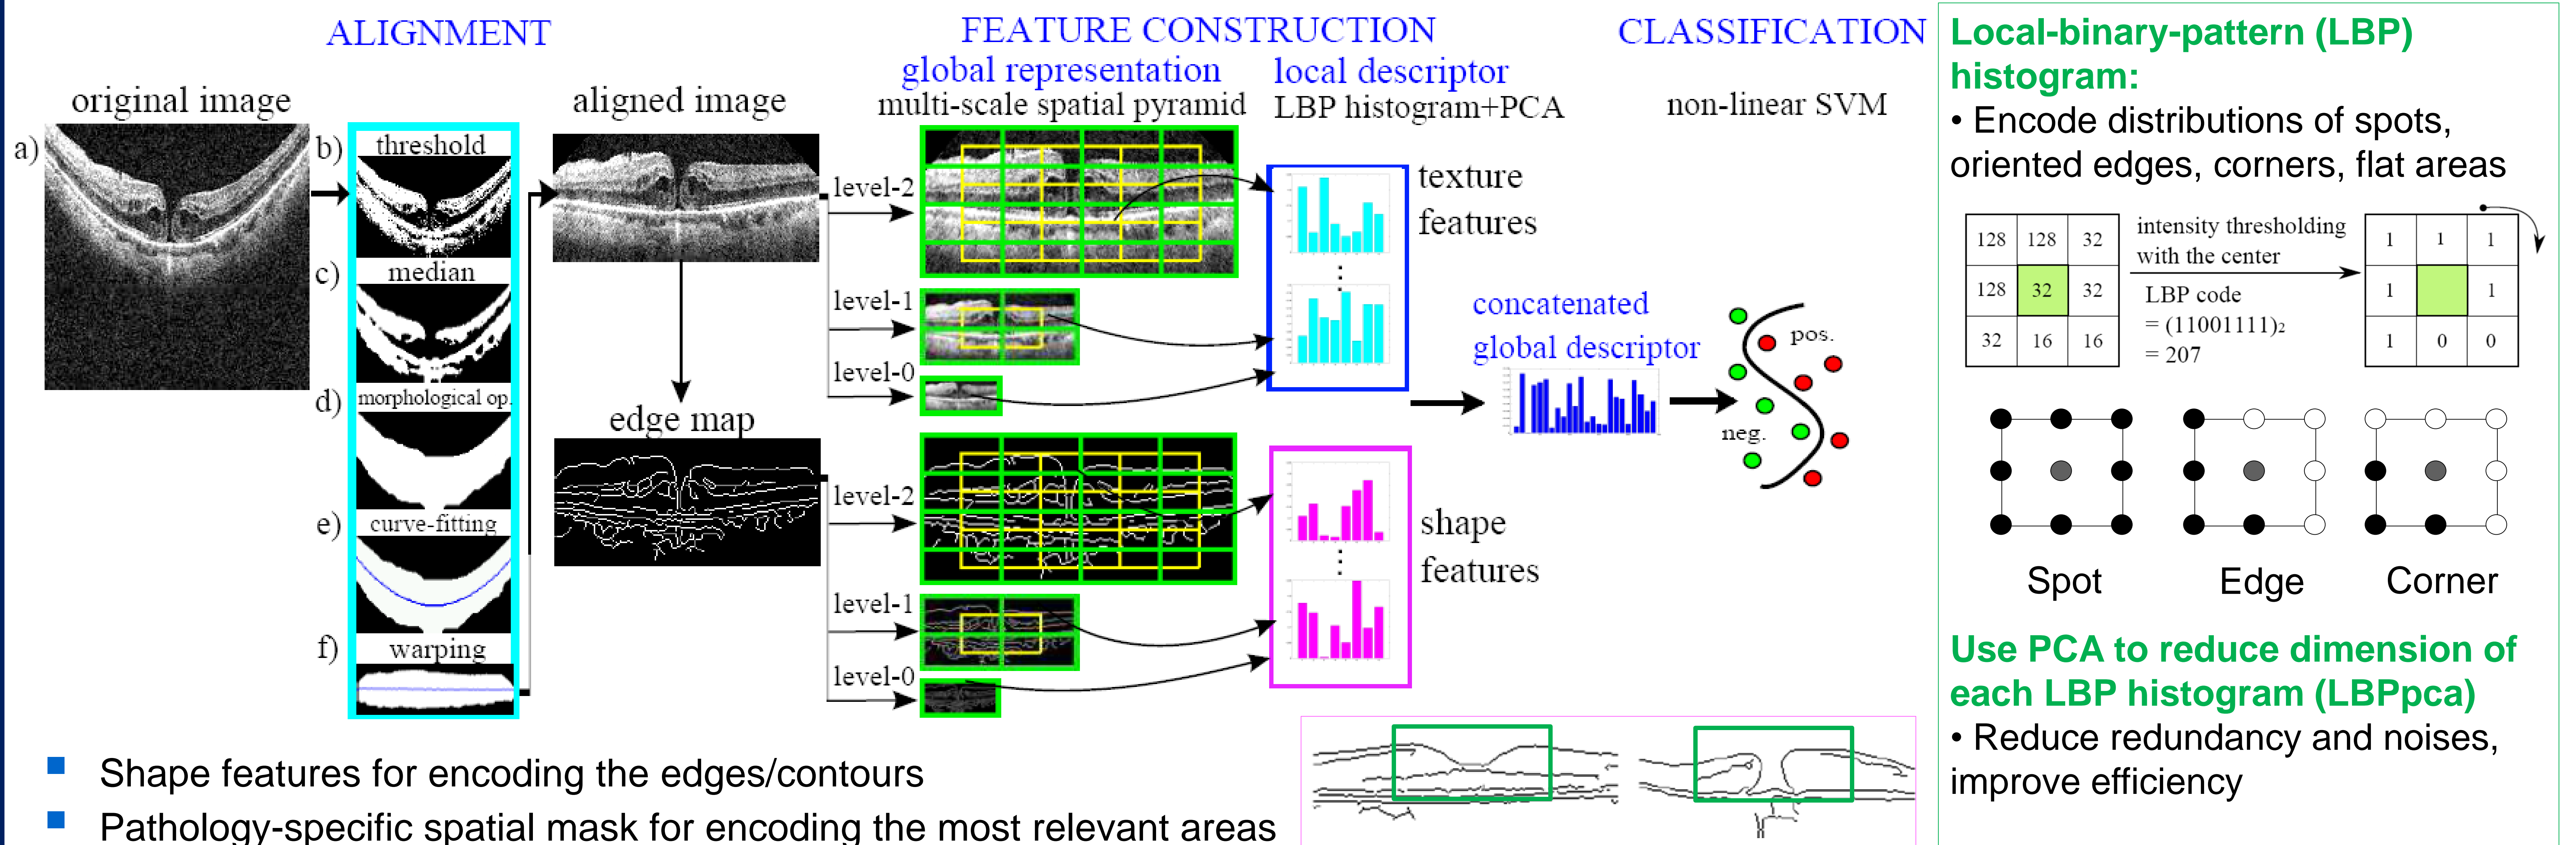 ALIGNMENT
FEATURE CONSTRUCTION
CLASSIFICATION
global representation
local descriptor
original image
aligned image
multi-scale spatial pyramid
LBP histogram+PCA
non-linear SVM
a)
b)
threshold
c)
median
d)
morphological op.
e)
curve-fitting
f)
warping
edge map
level-2
level-1
level-0
level-2
level-1
level-0
texture
features
shape
features
concatenated
global descriptor
pos.
neg.
Shape features for encoding the edges/contours
Pathology-specific spatial mask for encoding the most relevant areas
Local-binary-pattern (LBP)
histogram:
• Encode distributions of spots,
oriented edges, corners, flat areas
128 128 32
128 32 32
32 16 16
intensity thresholding
with the center
LBP code
= (11001111)2
= 207
1 1 1
1 1
1 0 0
Spot Edge Corner
Use PCA to reduce dimension of
each LBP histogram (LBPpca)
• Reduce redundancy and noises,
improve efficiency